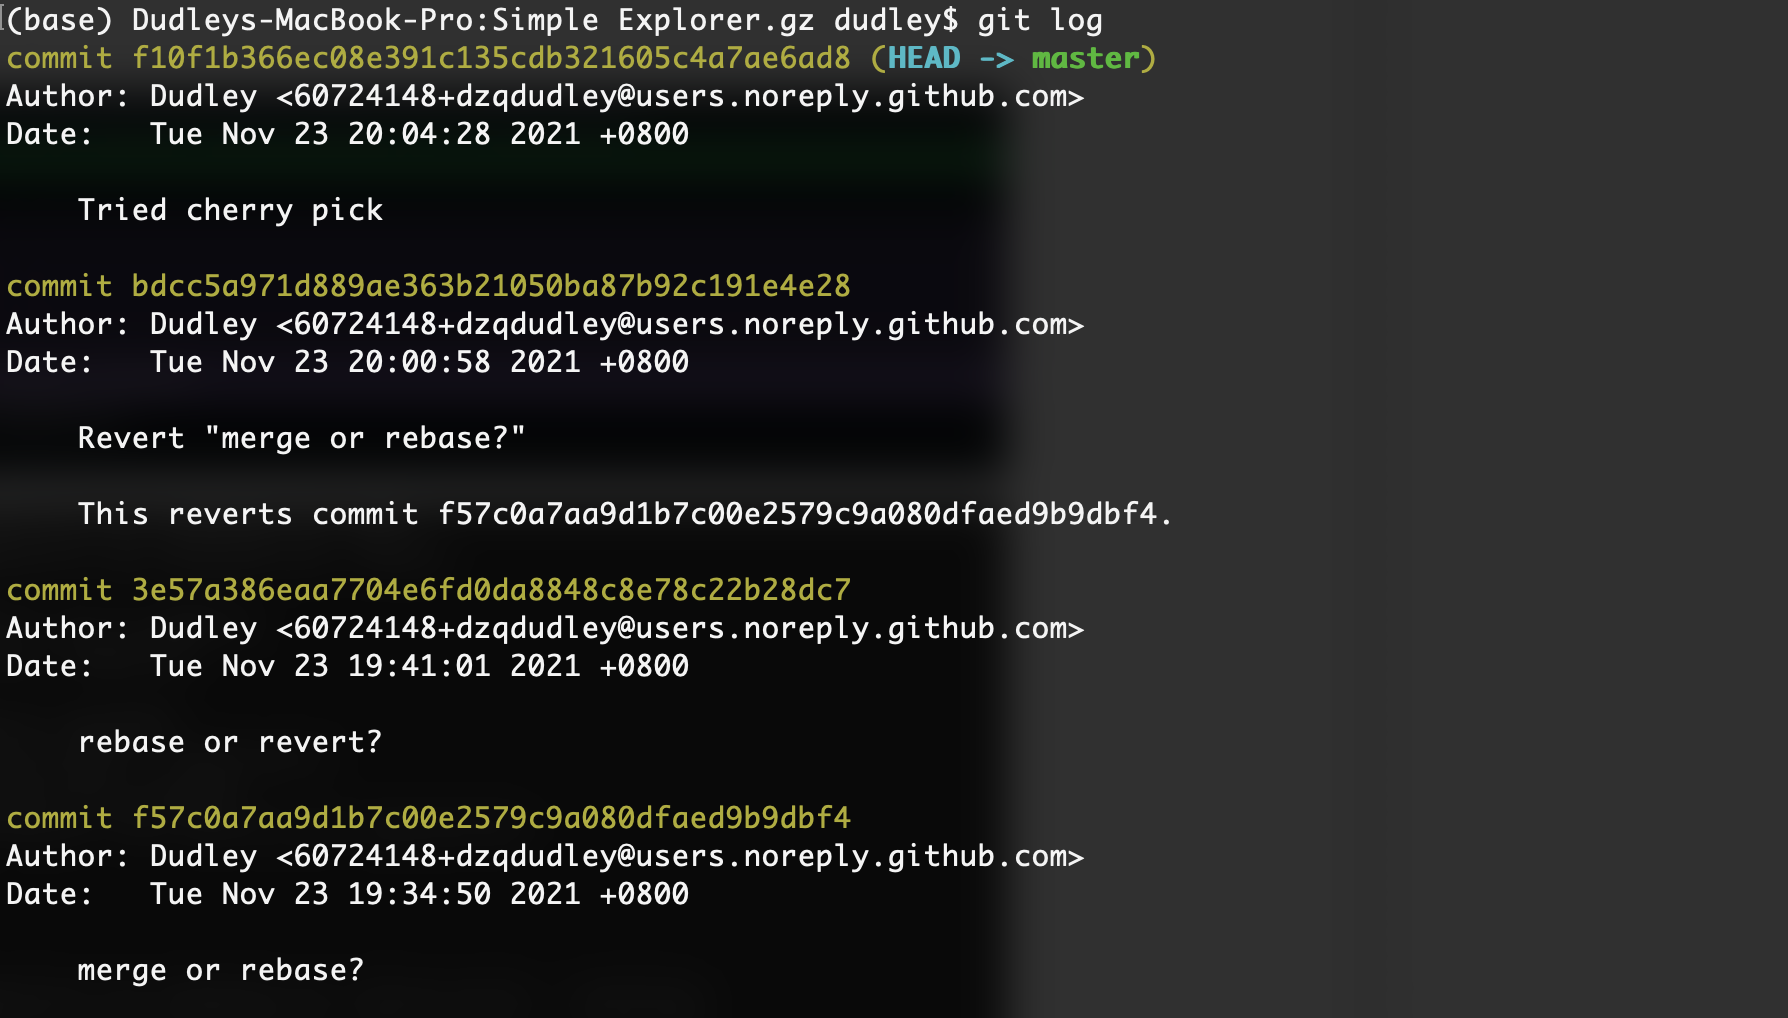 (base) Dudleys-MacBook-Pro:Simple Explorer.gz dudley$ git log
commit f10f1b366ec08e391c135cdb321605c4a7ae6ad8 (HEAD -> master)
Author: Dudley <60724148+dzqdudley@users.noreply.github.com>
Date:   Tue Nov 23 20:04:28 2021 +0800
    Tried cherry pick
commit bdcc5a971d889ae363b21050ba87b92c191e4e28
Author: Dudley <60724148+dzqdudley@users.noreply.github.com>
Date:   Tue Nov 23 20:00:58 2021 +0800
    Revert "merge or rebase?"
    This reverts commit f57c0a7aa9d1b7c00e2579c9a080dfaed9b9dbf4.
commit 3e57a386eaa7704e6fd0da8848c8e78c22b28dc7
Author: Dudley <60724148+dzqdudley@users.noreply.github.com>
Date:   Tue Nov 23 19:41:01 2021 +0800
    rebase or revert?
commit f57c0a7aa9d1b7c00e2579c9a080dfaed9b9dbf4
Author: Dudley <60724148+dzqdudley@users.noreply.github.com>
Date:   Tue Nov 23 19:34:50 2021 +0800
    merge or rebase?